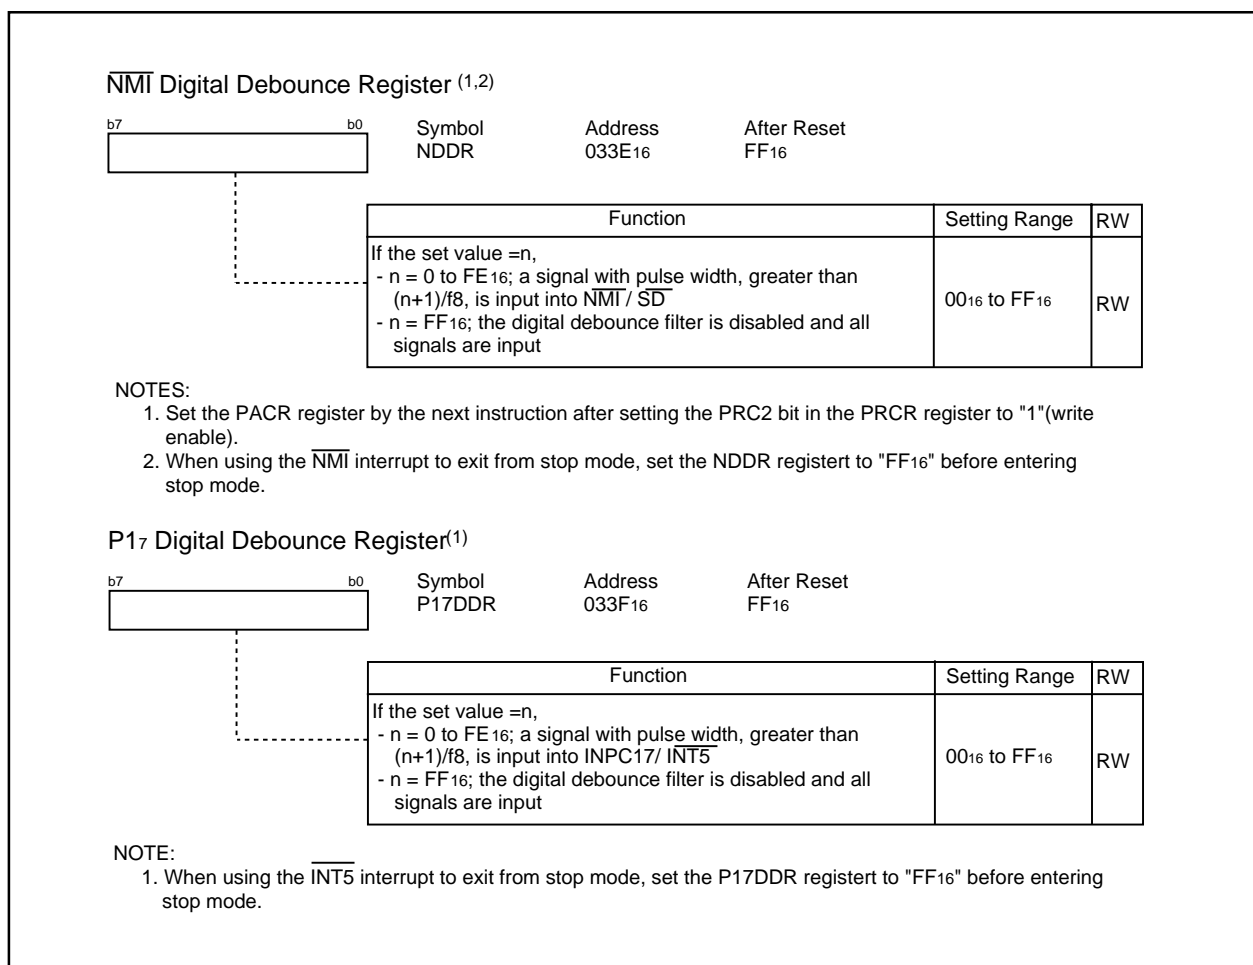 N̅M̅I̅ Digital Debounce Register (1,2)
b7 b0 Symbol Address After Reset
NDDR 033E16 FF16
Function Setting Range RW
If the set value =n,
- n = 0 to FE16; a signal with pulse width, greater than
(n+1)/f8, is input into N̅M̅I̅ / S̅D̅
0016 to FF16 RW
- n = FF16; the digital debounce filter is disabled and all
signals are input
NOTES:
1. Set the PACR register by the next instruction after setting the PRC2 bit in the PRCR register to "1"(write
enable).
2. When using the N̅M̅I̅ interrupt to exit from stop mode, set the NDDR registert to "FF16" before entering
stop mode.
P17 Digital Debounce Register(1)
b7 b0 Symbol Address After Reset
P17DDR 033F16 FF16
Function Setting Range RW
If the set value =n,
- n = 0 to FE16; a signal with pulse width, greater than
(n+1)/f8, is input into INPC17/ I̅N̅T̅5̅
0016 to FF16 RW
- n = FF16; the digital debounce filter is disabled and all
signals are input
NOTE:
1. When using the I̅N̅T̅5̅ interrupt to exit from stop mode, set the P17DDR registert to "FF16" before entering
stop mode.